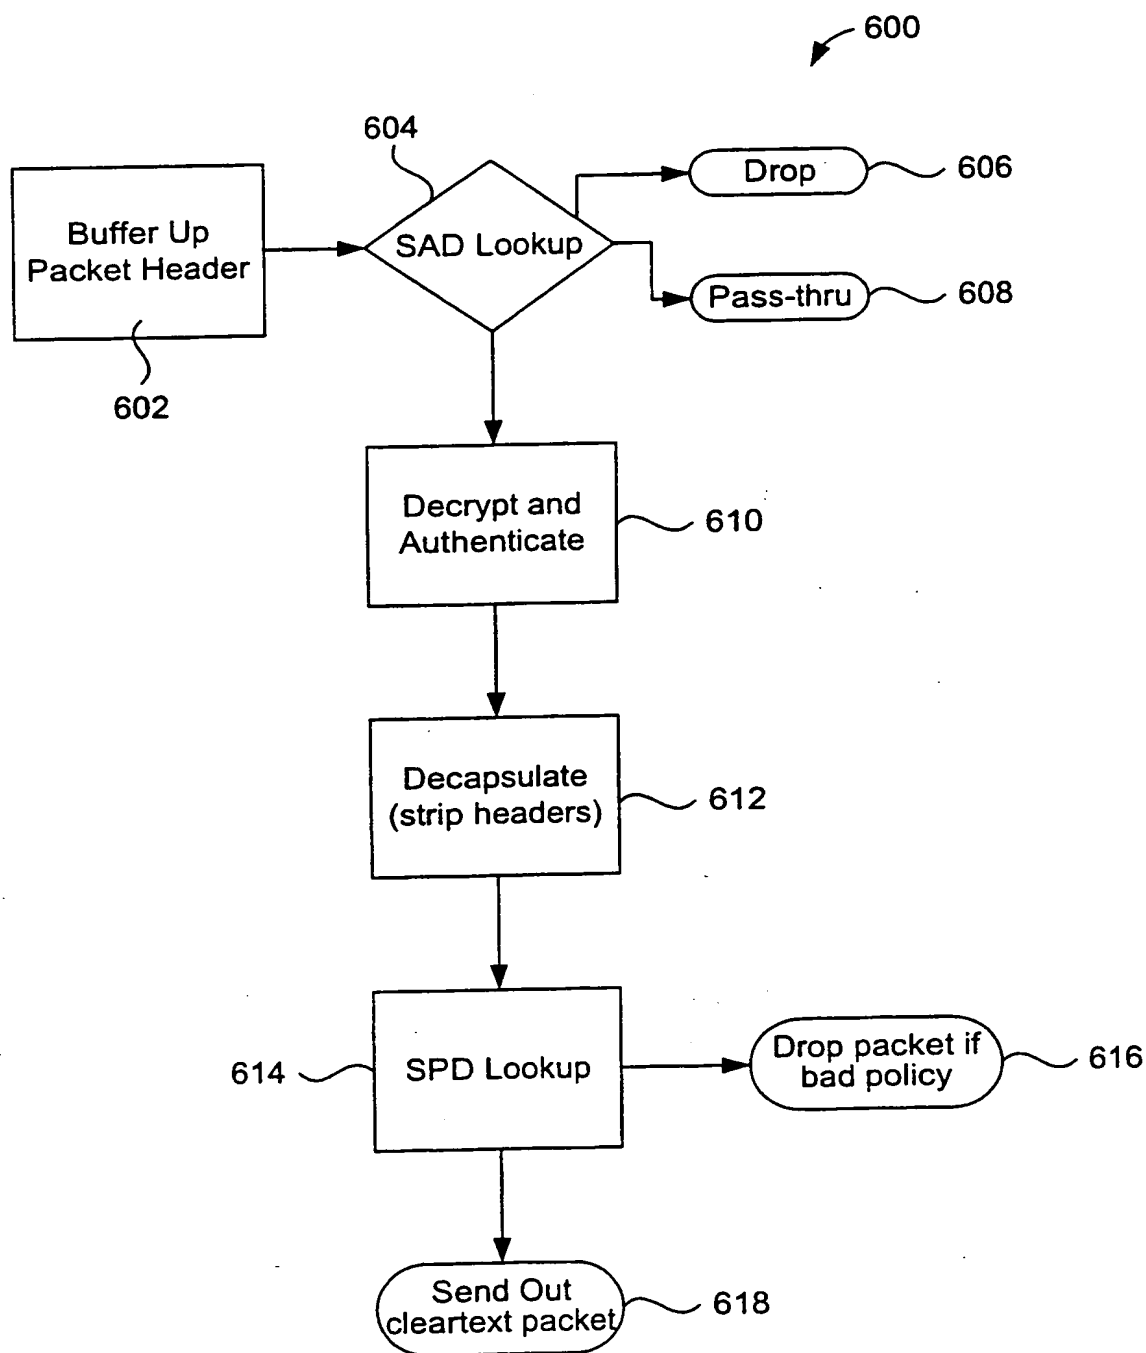 600
604
Drop
606
Buffer Up
Packet Header
SAD Lookup
Pass-thru
608
602
Decrypt and
Authenticate
610
Decapsulate
(strip headers)
612
614
SPD Lookup
Drop packet if
bad policy
616
Send Out
cleartext packet
618